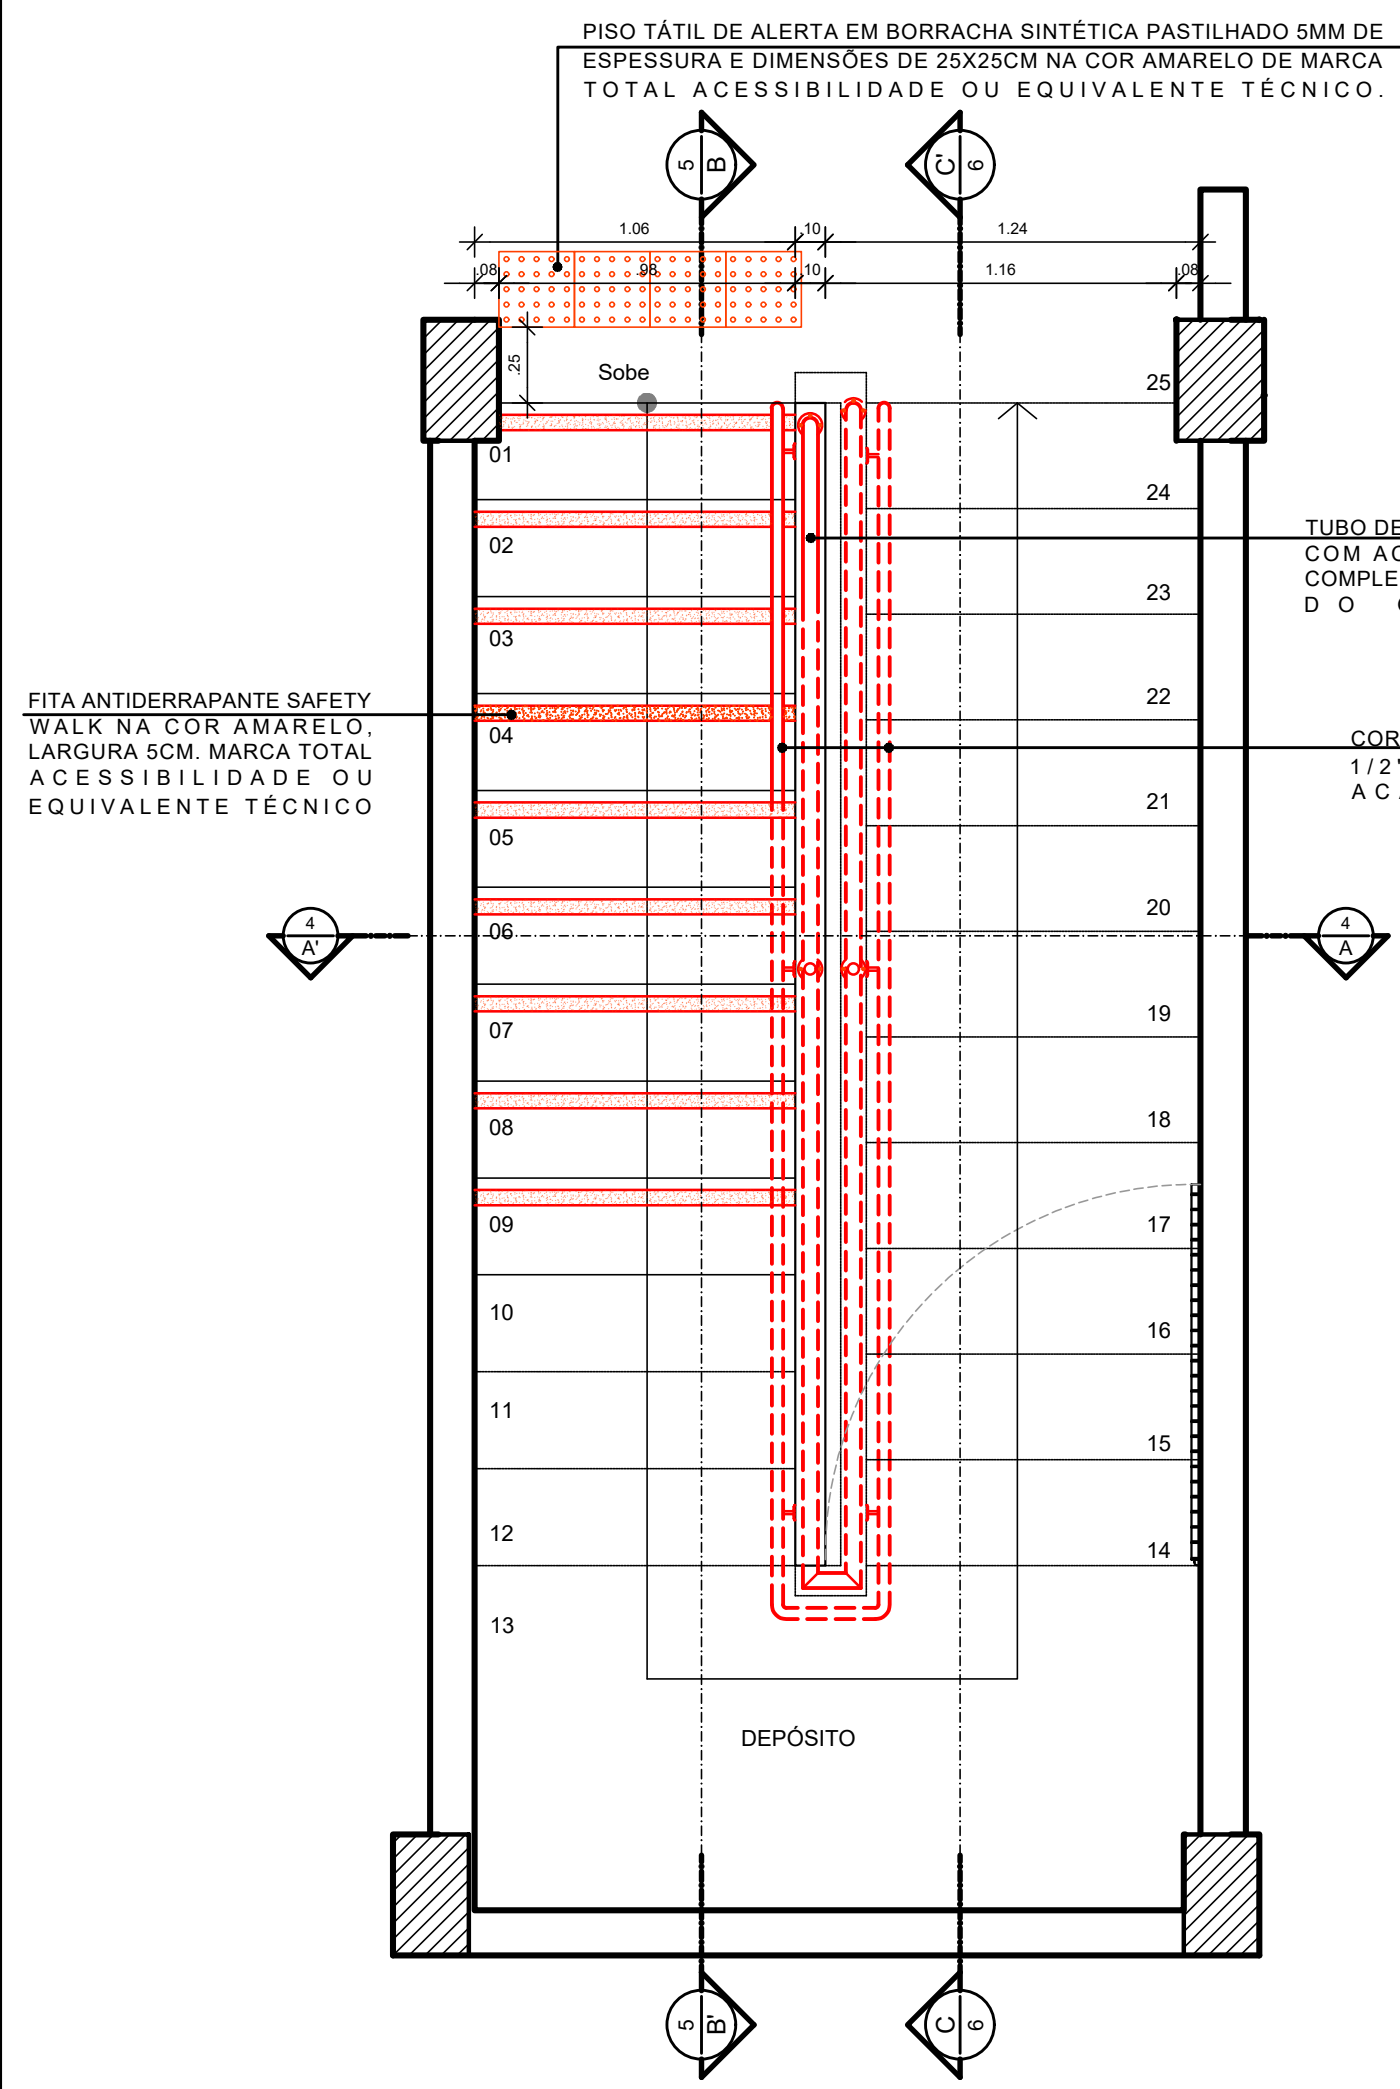 PISO TÁTIL DE ALERTA EM BORRACHA SINTÉTICA PASTILHADO 5MM DE
ESPESSURA E DIMENSÕES DE 25X25CM NA COR AMARELO DE MARCA
TOTAL ACESSIBILIDADE OU EQUIVALENTE TÉCNICO.
5 B
C' 6
1.06 .10 1.24
.08 .98 .10 1.16 .08
.25
Sobe
25
01
24
02
TUBO DE
COM AC
COMPLE
D O
23
03
22
FITA ANTIDERRAPANTE SAFETY
WALK NA COR AMARELO,
LARGURA 5CM. MARCA TOTAL
ACESSIBILIDADE OU
EQUIVALENTE TÉCNICO
04
COR
1/2"
ACA
21
05
20
06
4
A'
4
A
19
07
18
08
17
09
10
16
11
15
12
14
13
DEPÓSITO
5 B'
C 6